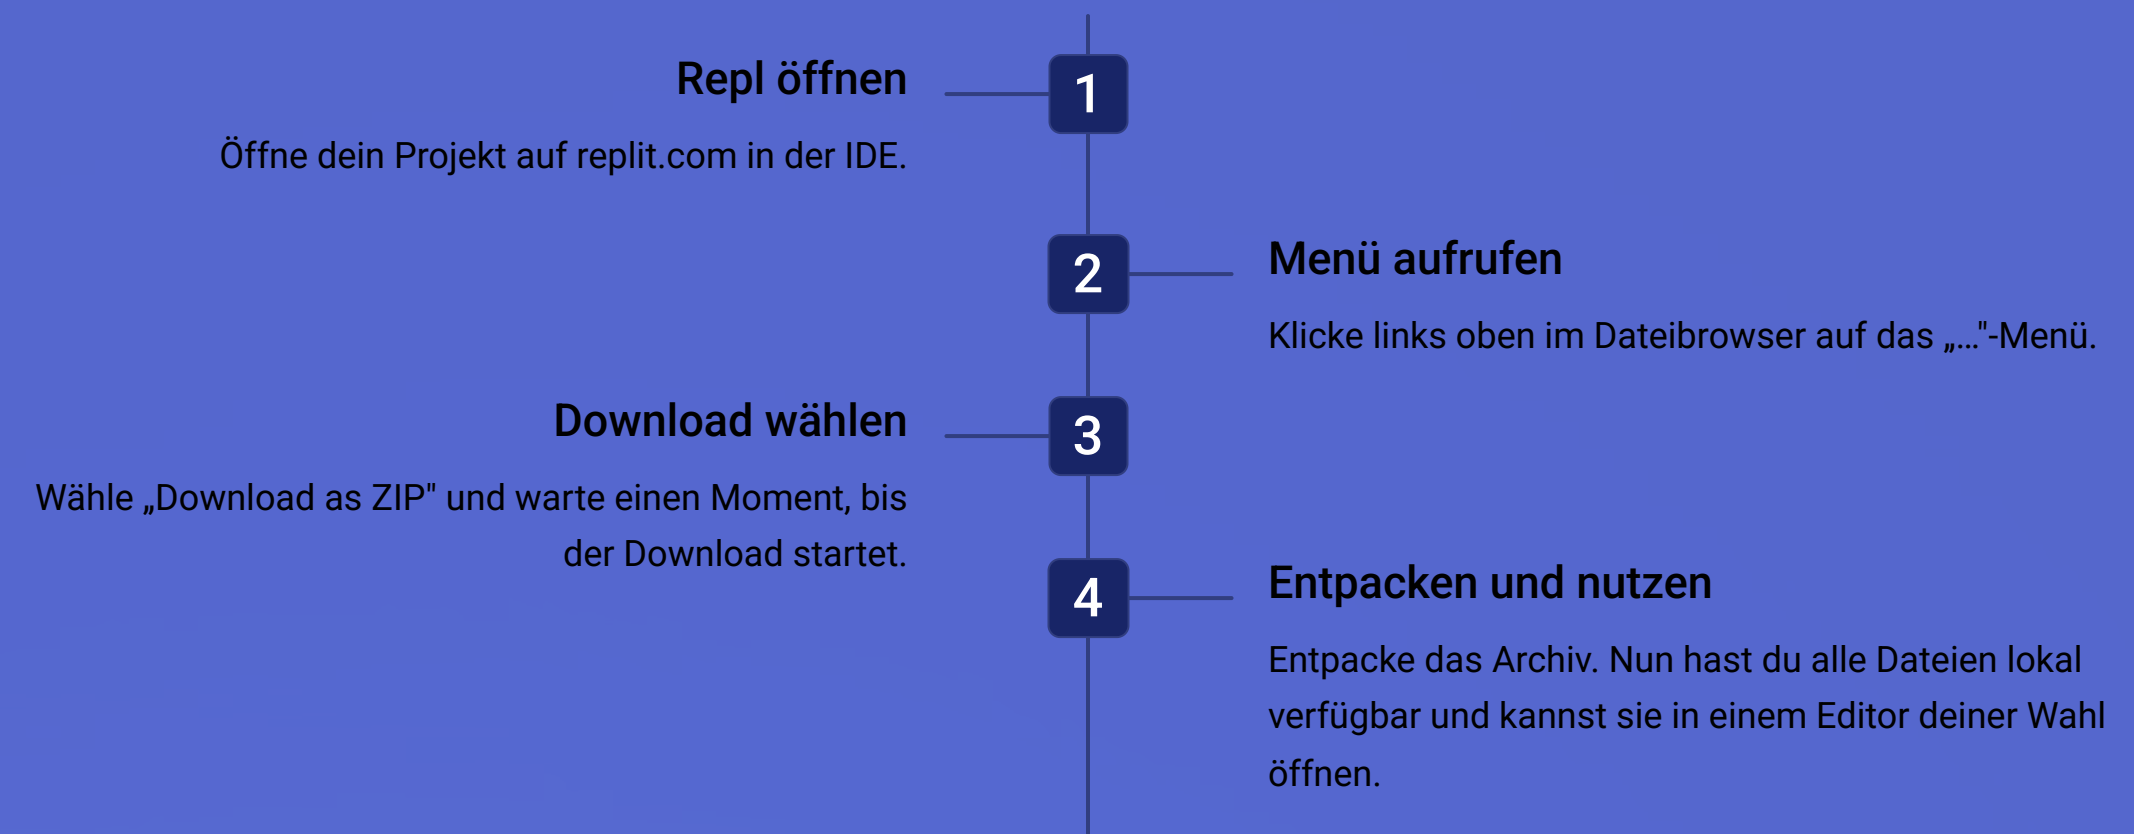 Repl öffnen
1
Öffne dein Projekt auf replit.com in der IDE.
2
Menü aufrufen
Klicke links oben im Dateibrowser auf das „..."-Menü.
Download wählen
3
Wähle „Download as ZIP" und warte einen Moment, bis
der Download startet.
4
Entpacken und nutzen
Entpacke das Archiv. Nun hast du alle Dateien lokal
verfügbar und kannst sie in einem Editor deiner Wahl
öffnen.